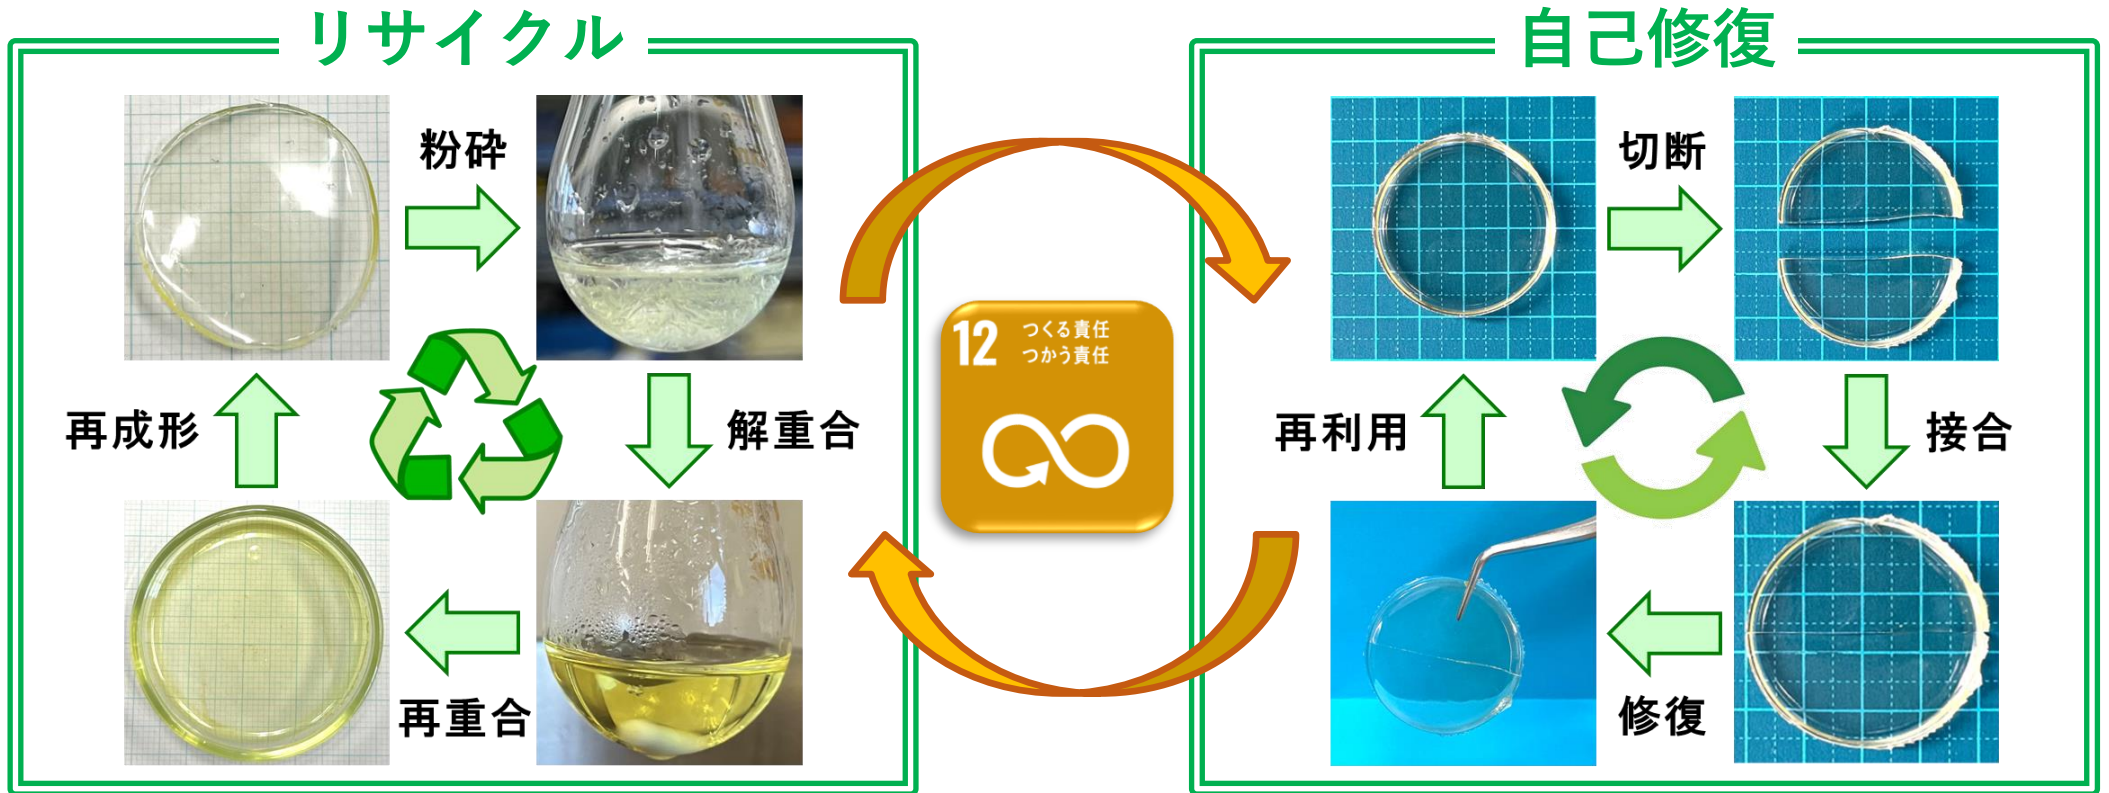 リサイクル
粉砕
解重合
再重合
再成形
12
つくる責任
つかう責任
自己修復
切断
接合
修復
再利用